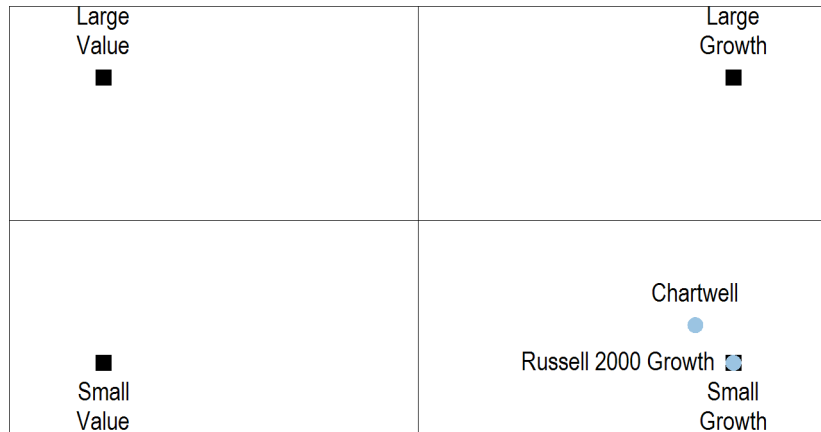 Large
Value
Large
Growth
Chartwell
Russell 2000 Growth
Small
Value
Small
Growth